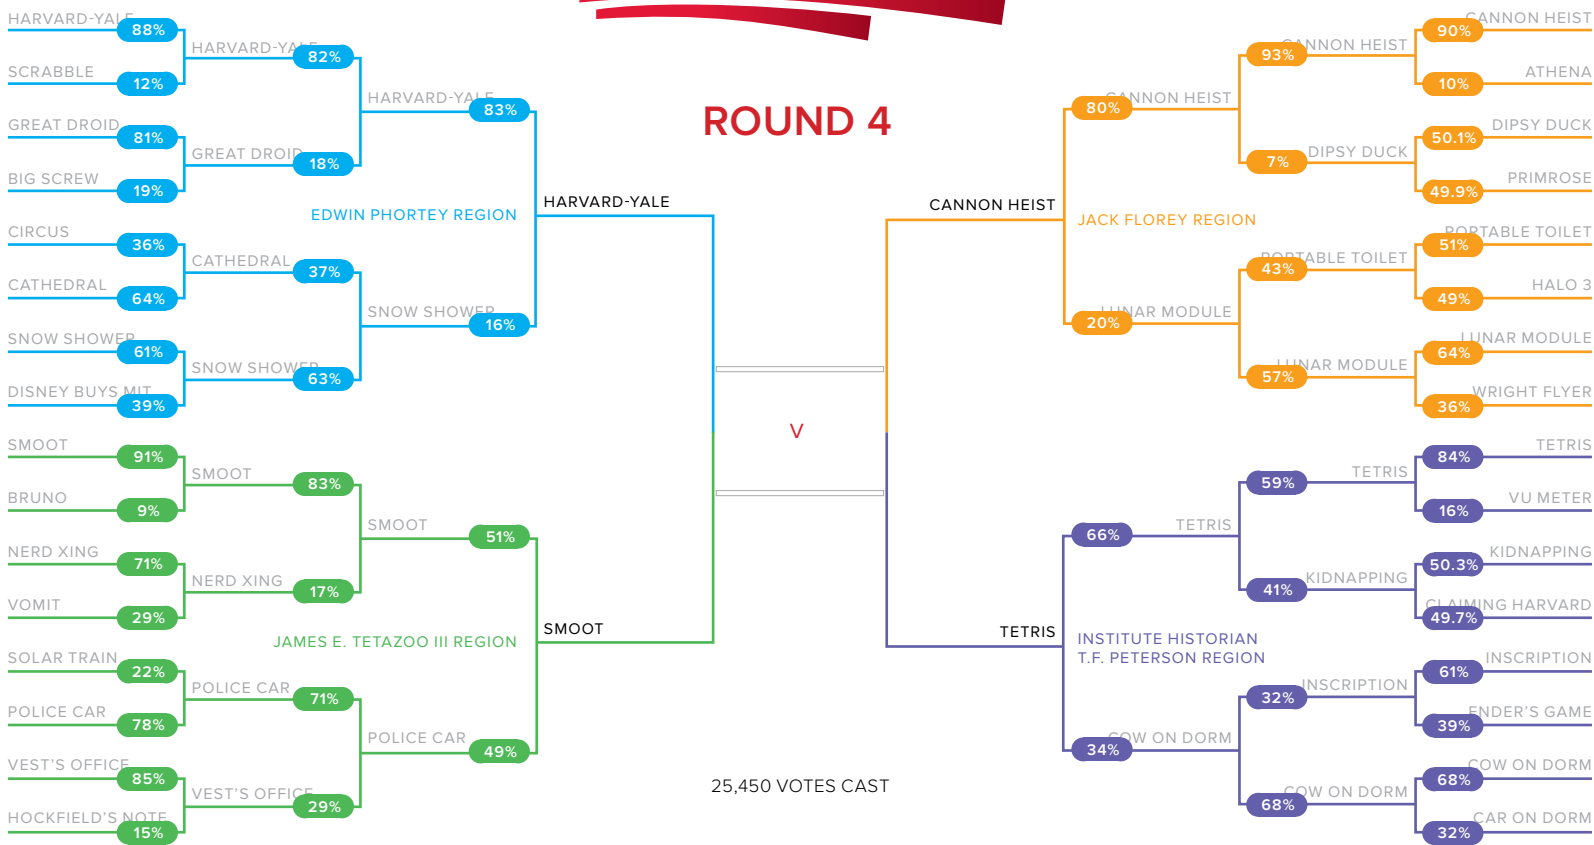 HARVARD-YALE
88%
SCRABBLE
12%
GREAT DROID
81%
BIG SCREW
19%
CIRCUS
36%
CATHEDRAL
64%
SNOW SHOWER
61%
DISNEY BUYS MIT
39%
SMOOT
91%
BRUNO
9%
NERD XING
71%
VOMIT
29%
SOLAR TRAIN
22%
POLICE CAR
78%
VEST'S OFFICE
85%
HOCKFIELD'S NOTE
15%
HARVARD-YALE
82%
GREAT DROID
18%
CATHEDRAL
37%
SNOW SHOWER
63%
SMOOT
83%
NERD XING
17%
POLICE CAR
71%
VEST'S OFFICE
29%
HARVARD-YALE
83%
SNOW SHOWER
16%
SMOOT
51%
POLICE CAR
49%
EDWIN PHORTEY REGION
HARVARD-YALE
JAMES E. TETAZOO III REGION
SMOOT
ROUND 4
V
25,450 VOTES CAST
CANNON HEIST
JACK FLOREY REGION
TETRIS
INSTITUTE HISTORIAN
T.F. PETERSON REGION
80%
CANNON HEIST
20%
LUNAR MODULE
66%
TETRIS
34%
COW ON DORM
93%
CANNON HEIST
7%
DIPSY DUCK
43%
PORTABLE TOILET
57%
LUNAR MODULE
59%
TETRIS
41%
KIDNAPPING
32%
INSCRIPTION
68%
COW ON DORM
90%
CANNON HEIST
10%
ATHENA
50.1%
DIPSY DUCK
49.9%
PRIMROSE
51%
PORTABLE TOILET
49%
HALO 3
64%
LUNAR MODULE
36%
WRIGHT FLYER
84%
TETRIS
16%
VU METER
50.3%
KIDNAPPING
49.7%
CLAIMING HARVARD
61%
INSCRIPTION
39%
ENDER'S GAME
68%
COW ON DORM
32%
CAR ON DORM